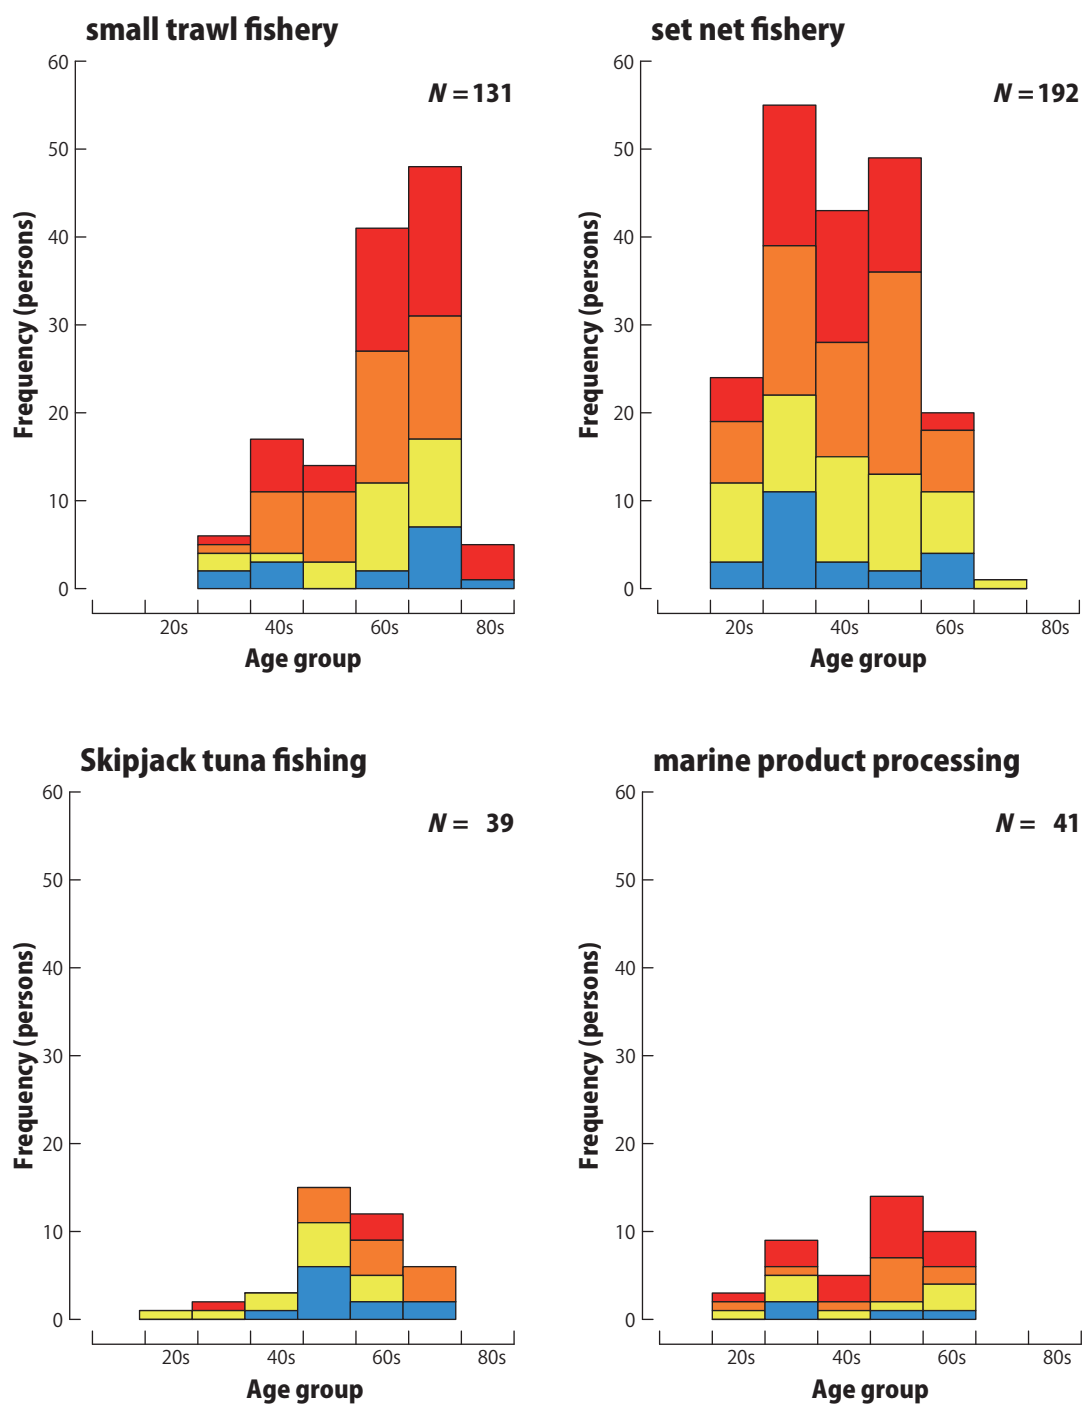 small trawl fishery
N = 131
60
50
40
30
20
10
0
Frequency (persons)
20s 40s 60s 80s
Age group
set net fishery
N = 192
60
50
40
30
20
10
0
Frequency (persons)
20s 40s 60s 80s
Age group
Skipjack tuna fishing
N = 39
60
50
40
30
20
10
0
Frequency (persons)
20s 40s 60s 80s
Age group
marine product processing
N = 41
60
50
40
30
20
10
0
Frequency (persons)
20s 40s 60s 80s
Age group